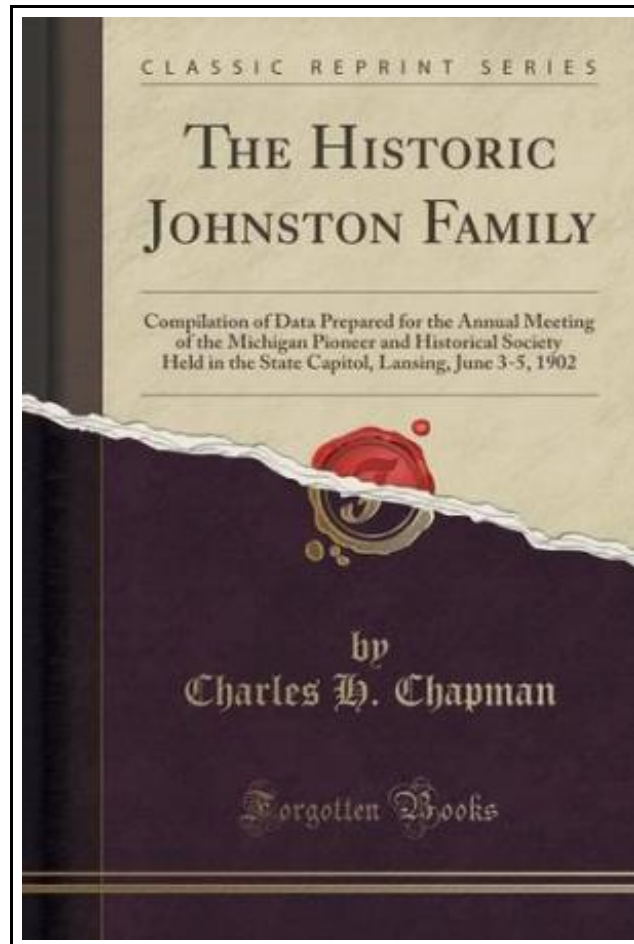 CLASSIC REPRINT SERIES
THE HISTORIC
JOHNSTON FAMILY
Compilation of Data Prepared for the Annual Meeting
of the Michigan Pioneer and Historical Society
Held in the State Capitol, Lansing, June 3-5, 1902
by
Charles H. Chapman
Forgotten Books